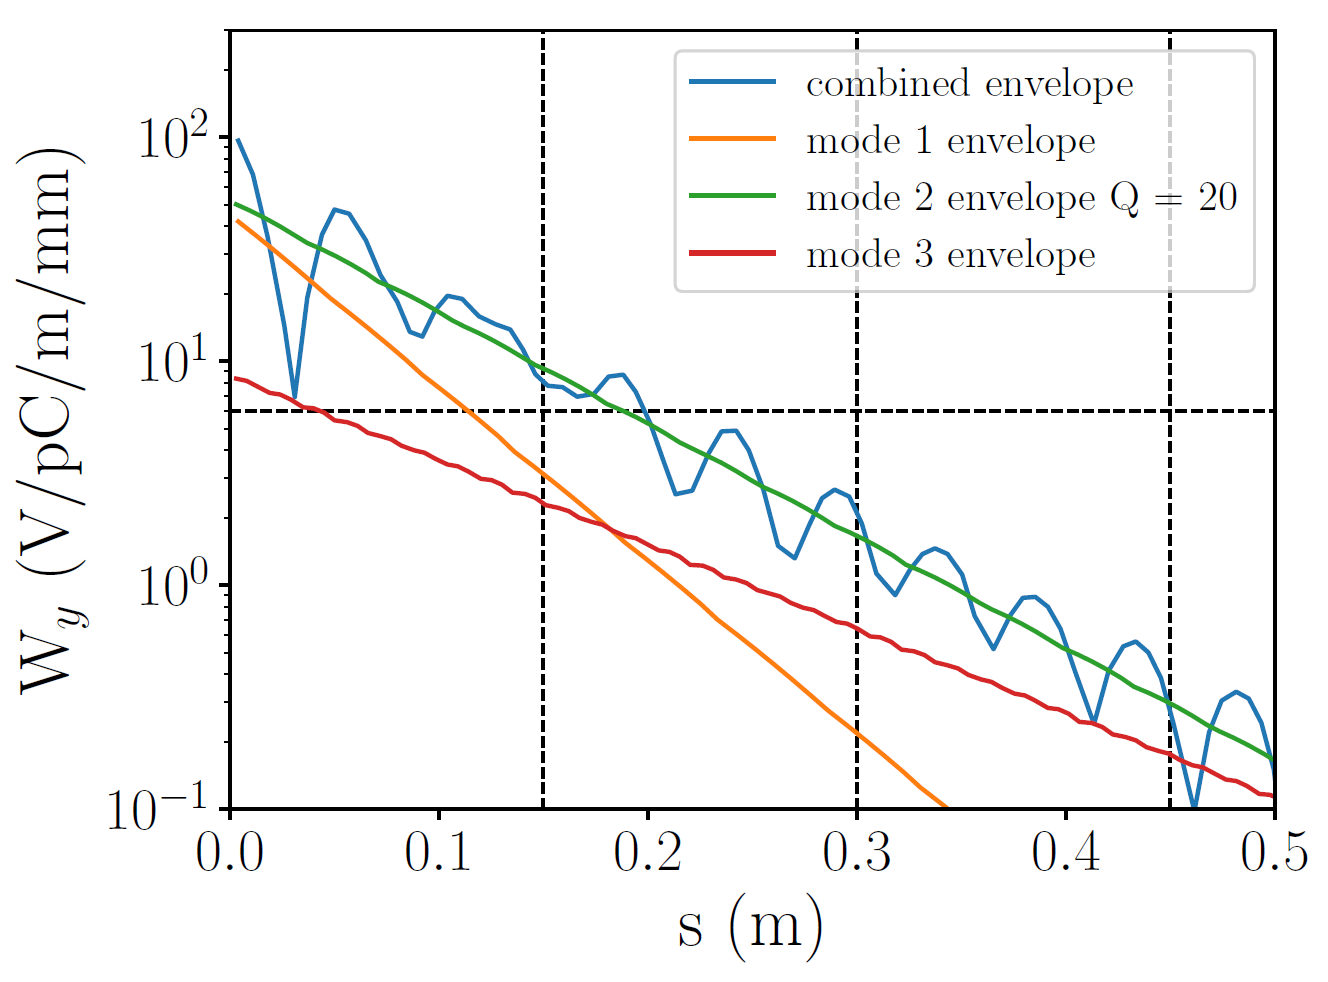 W_y (V/pC/m/mm)
10^2
10^1
10^0
10^−1
combined envelope
mode 1 envelope
mode 2 envelope Q = 20
mode 3 envelope
0.0 0.1 0.2 0.3 0.4 0.5
s (m)